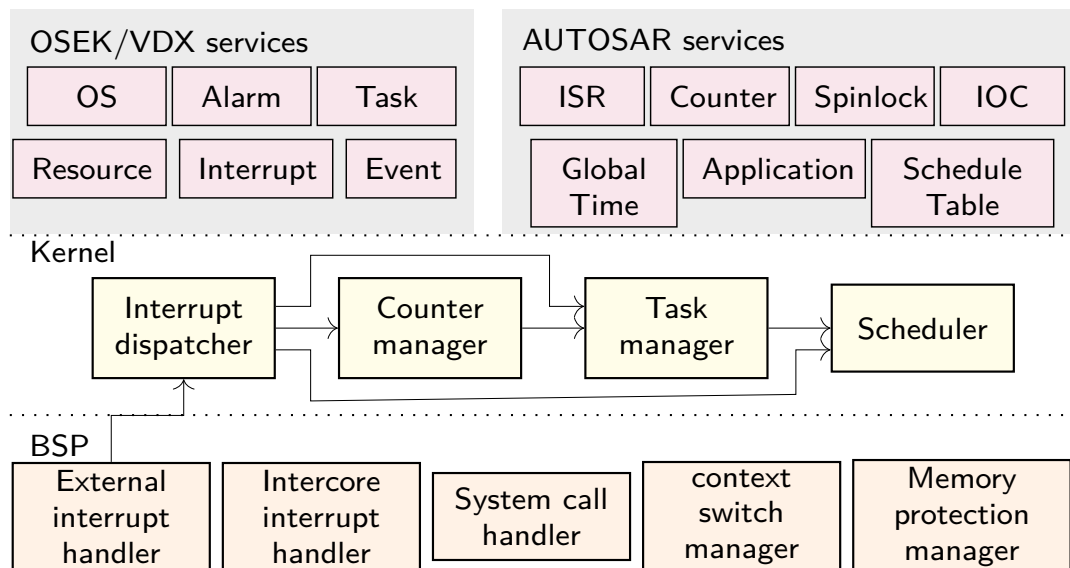 OSEK/VDX services
OS
Alarm
Task
Resource
Interrupt
Event
AUTOSAR services
ISR
Counter
Spinlock
IOC
Global
Time
Application
Schedule
Table
Kernel
Interrupt
dispatcher
Counter
manager
Task
manager
Scheduler
BSP
External
interrupt
handler
Intercore
interrupt
handler
System call
handler
context
switch
manager
Memory
protection
manager